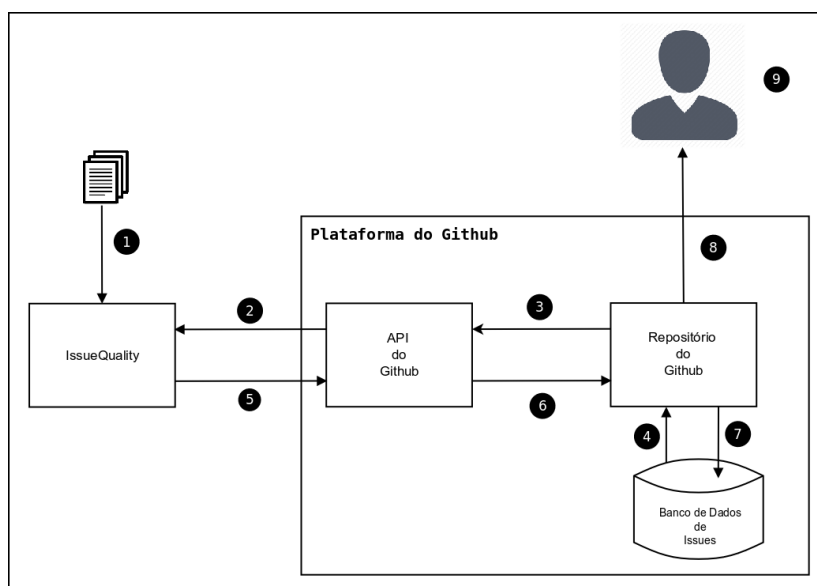 9
1
Plataforma do Github
8
2
3
IssueQuality
API
do
Github
Repositório
do
Github
5
6
4
7
Banco de Dados
de
Issues